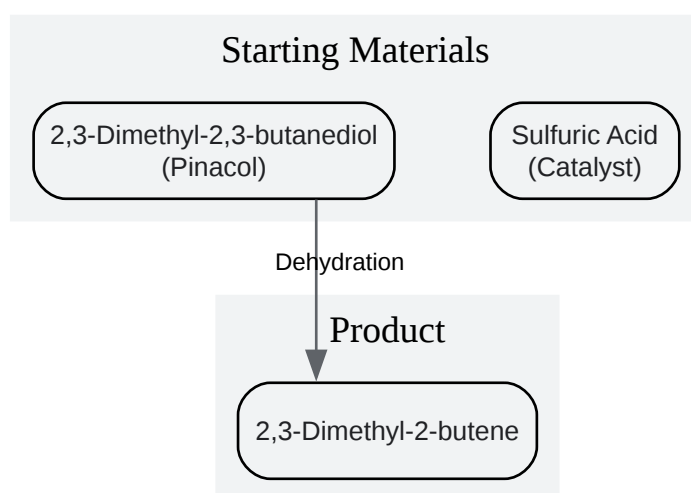 Starting Materials
2,3-Dimethyl-2,3-butanediol
(Pinacol)
Sulfuric Acid
(Catalyst)
Dehydration
Product
2,3-Dimethyl-2-butene